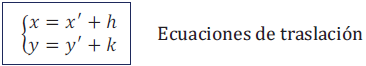 x = x′ + h Ecuaciones de traslación
y = y′ + k